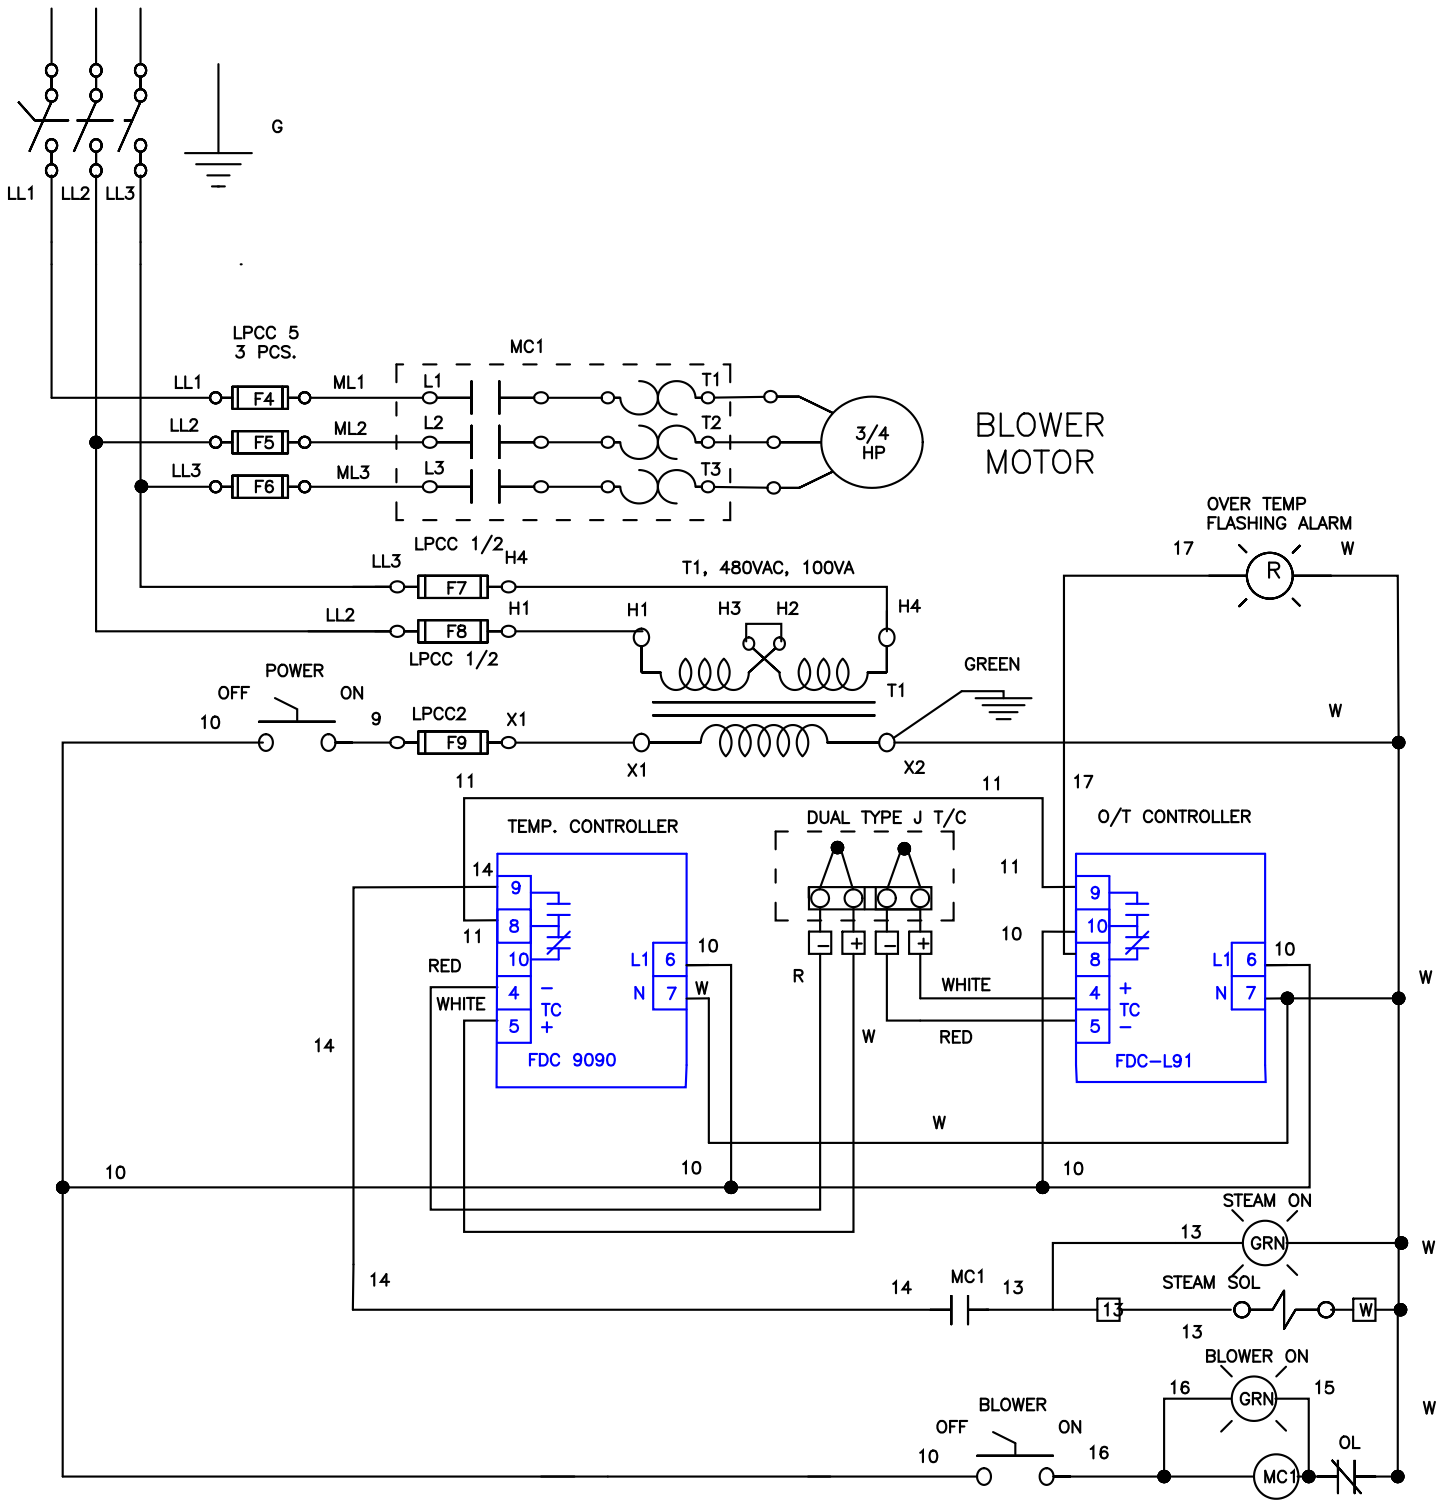 G
LL1 LL2 LL3
LPCC 5
3 PCS.
MC1
LL1 F4 ML1 L1 T1
LL2 F5 ML2 L2 T2
LL3 F6 ML3 L3 T3
3/4
HP
BLOWER
MOTOR
OVER TEMP
FLASHING ALARM
17 R W
LPCC 1/2
LL3 F7 H4
T1, 480VAC, 100VA
LL2 F8 H1
LPCC 1/2
H1 H3 H2 H4
T1
GREEN
POWER
OFF ON
10 9
LPCC2
F9 X1
X1 X2
W
11 11 17
TEMP. CONTROLLER
DUAL TYPE J T/C
O/T CONTROLLER
14 9
11 8
10
RED 4 −
TC
WHITE 5 +
L1 6 10
N 7 W
FDC 9090
− + − +
R
W
WHITE
RED
11 9
10 10
8
4 +
TC
5 −
L1 6 10
N 7
FDC−L91
W
14
W
10 10 10
STEAM ON
13 GRN
W
14 14 MC1 13
STEAM SOL
13 W
13
BLOWER ON
16 GRN 15
W
BLOWER
OFF ON
10 16
MC1
OL